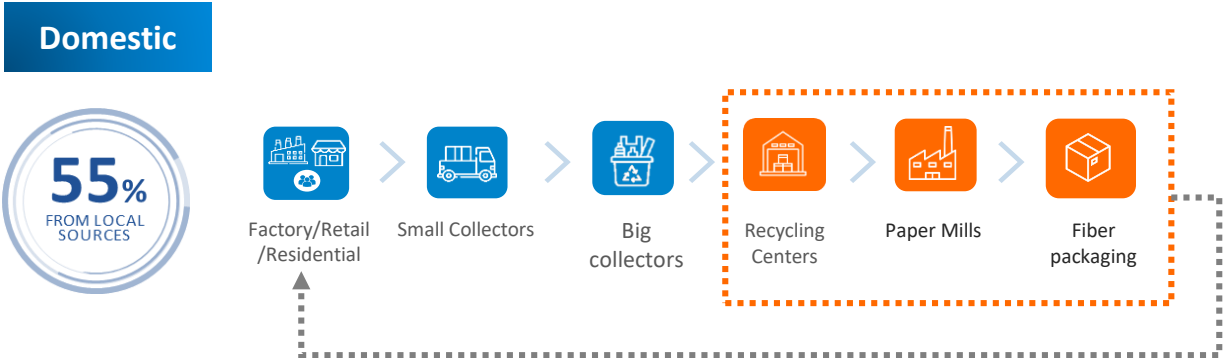 Domestic
55%
FROM LOCAL
SOURCES
Factory/Retail
/Residential
Small Collectors
Big
collectors
Recycling
Centers
Paper Mills
Fiber
packaging